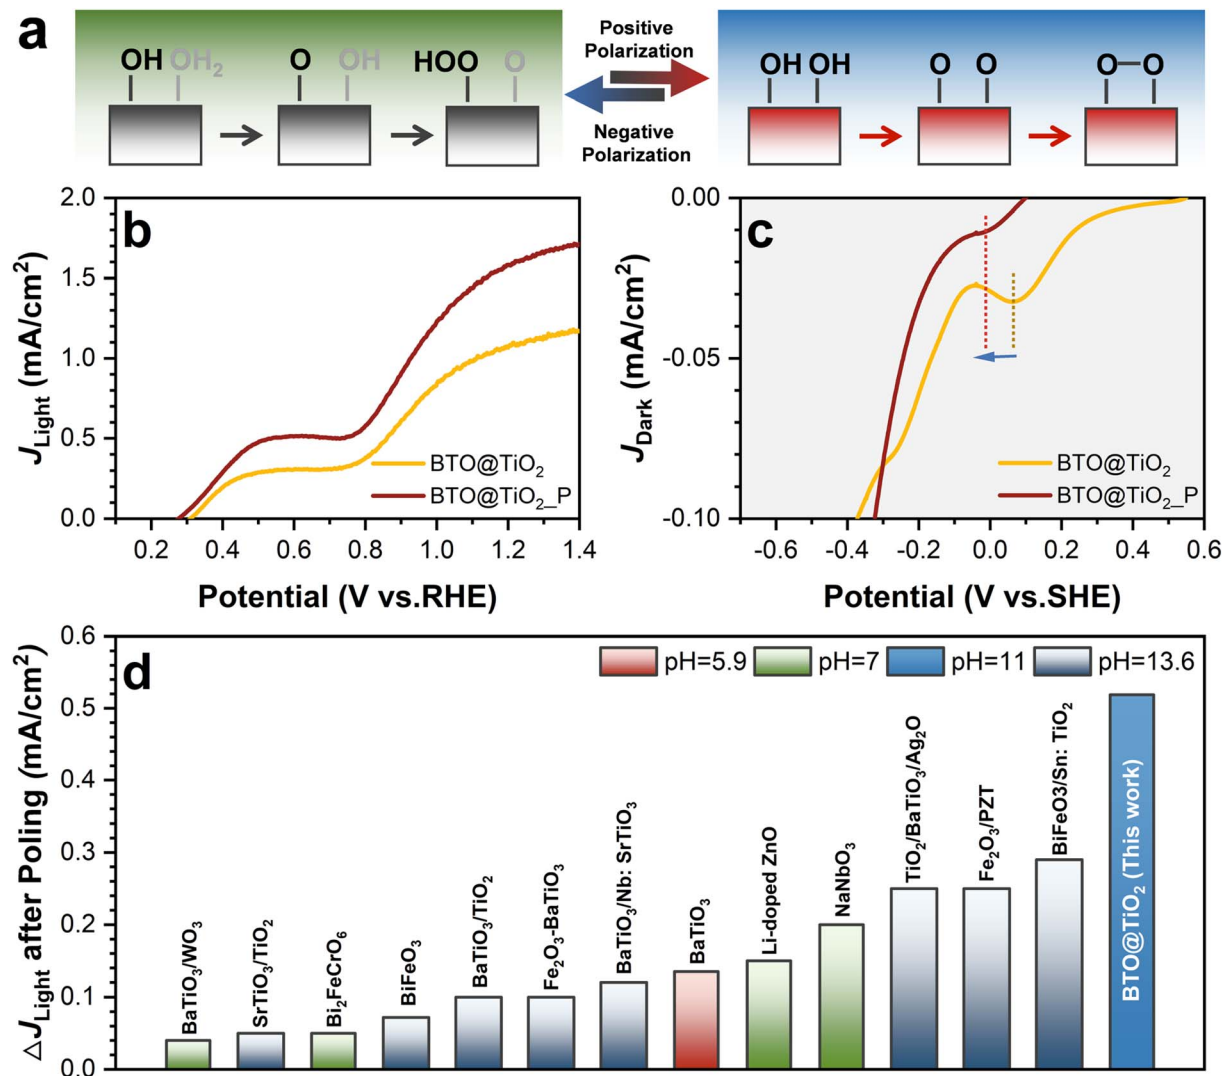 a
OH OH₂
O OH
HOO O
Positive
Polarization
Negative
Polarization
OH OH
O O
O—O
b
J_Light (mA/cm²)
2.0
1.5
1.0
0.5
0.0
0.2 0.4 0.6 0.8 1.0 1.2 1.4
Potential (V vs.RHE)
BTO@TiO₂
BTO@TiO₂_P
c
J_Dark (mA/cm²)
0.00
-0.05
-0.10
-0.6 -0.4 -0.2 0.0 0.2 0.4 0.6
Potential (V vs.SHE)
BTO@TiO₂
BTO@TiO₂_P
d
△J_Light after Poling (mA/cm²)
0.6
0.5
0.4
0.3
0.2
0.1
0.0
pH=5.9 pH=7 pH=11 pH=13.6
BaTiO₃/WO₃
SrTiO₃/TiO₂
Bi₂FeCrO₆
BiFeO₃
BaTiO₃/TiO₂
Fe₂O₃-BaTiO₃
BaTiO₃/Nb: SrTiO₃
BaTiO₃
Li-doped ZnO
NaNbO₃
TiO₂/BaTiO₃/Ag₂O
Fe₂O₃/PZT
BiFeO3/Sn: TiO₂
BTO@TiO₂ (This work)